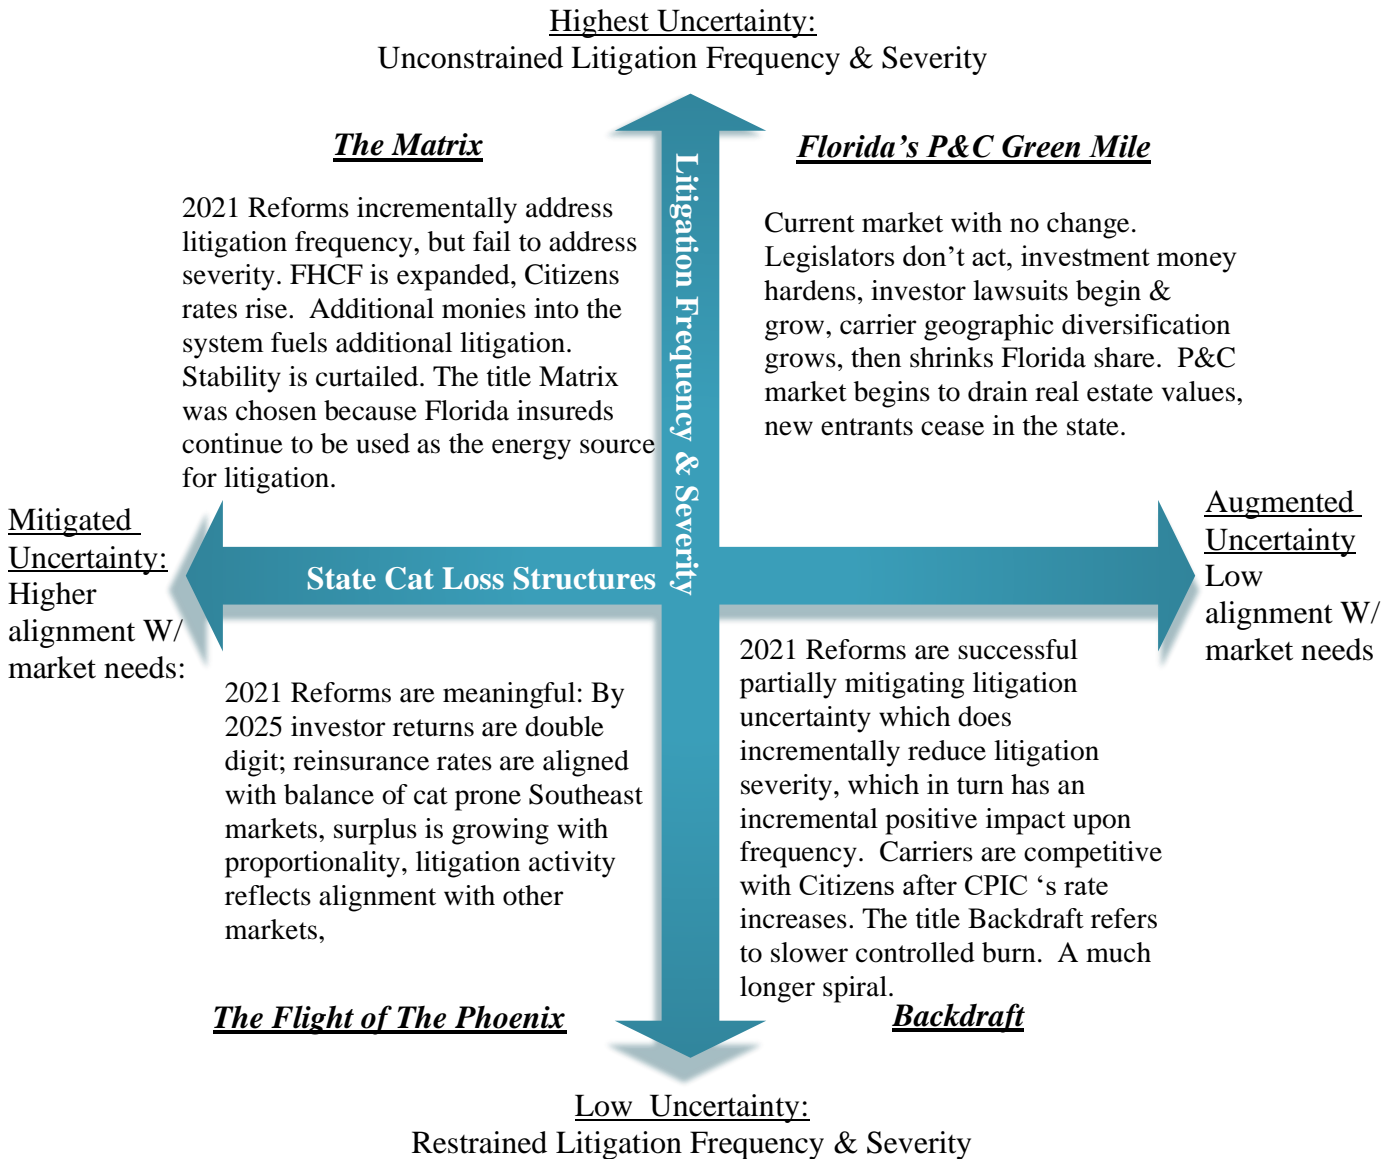 Highest Uncertainty:
Unconstrained Litigation Frequency & Severity
The Matrix
2021 Reforms incrementally address
litigation frequency, but fail to address
severity. FHCF is expanded, Citizens
rates rise.  Additional monies into the
system fuels additional litigation.
Stability is curtailed. The title Matrix
was chosen because Florida insureds
continue to be used as the energy source
for litigation.
Florida’s P&C Green Mile
Current market with no change.
Legislators don’t act, investment money
hardens, investor lawsuits begin &
grow, carrier geographic diversification
grows, then shrinks Florida share.  P&C
market begins to drain real estate values,
new entrants cease in the state.
Litigation Frequency & Severity
Mitigated
Uncertainty:
Higher
alignment W/
market needs:
State Cat Loss Structures
Augmented
Uncertainty
Low
alignment W/
market needs
2021 Reforms are meaningful: By
2025 investor returns are double
digit; reinsurance rates are aligned
with balance of cat prone Southeast
markets, surplus is growing with
proportionality, litigation activity
reflects alignment with other
markets,
The Flight of The Phoenix
2021 Reforms are successful
partially mitigating litigation
uncertainty which does
incrementally reduce litigation
severity, which in turn has an
incremental positive impact upon
frequency.  Carriers are competitive
with Citizens after CPIC ‘s rate
increases. The title Backdraft refers
to slower controlled burn.  A much
longer spiral.
Backdraft
Low  Uncertainty:
Restrained Litigation Frequency & Severity